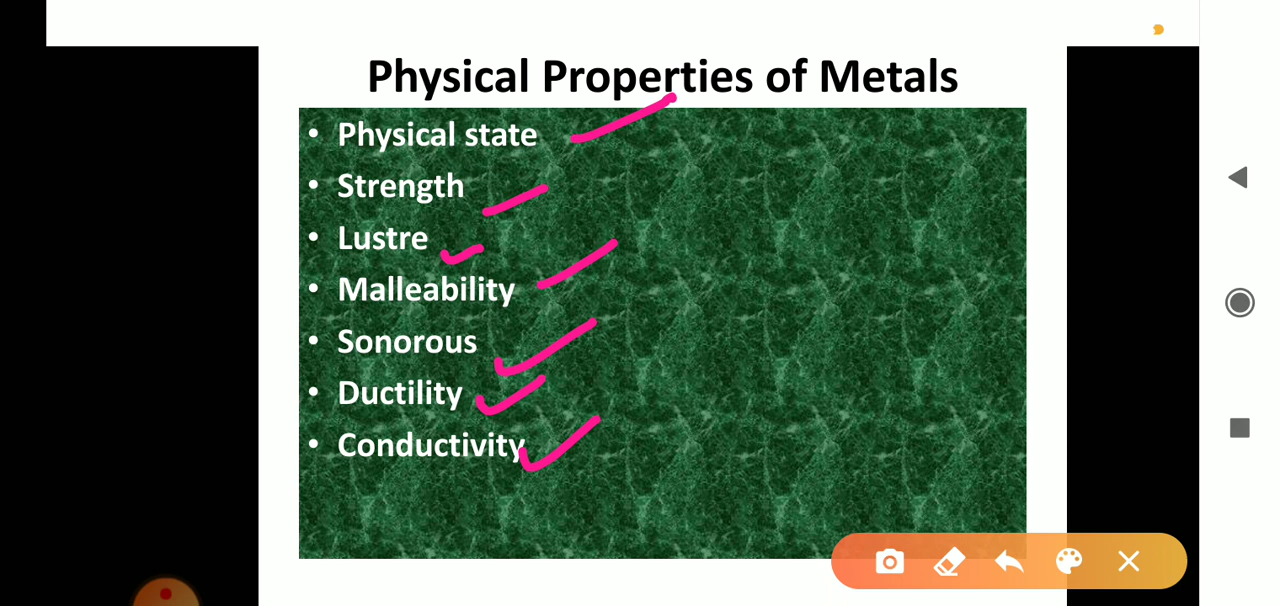 Physical Properties of Metals
• Physical state
• Strength
• Lustre
• Malleability
• Sonorous
• Ductility
• Conductivity